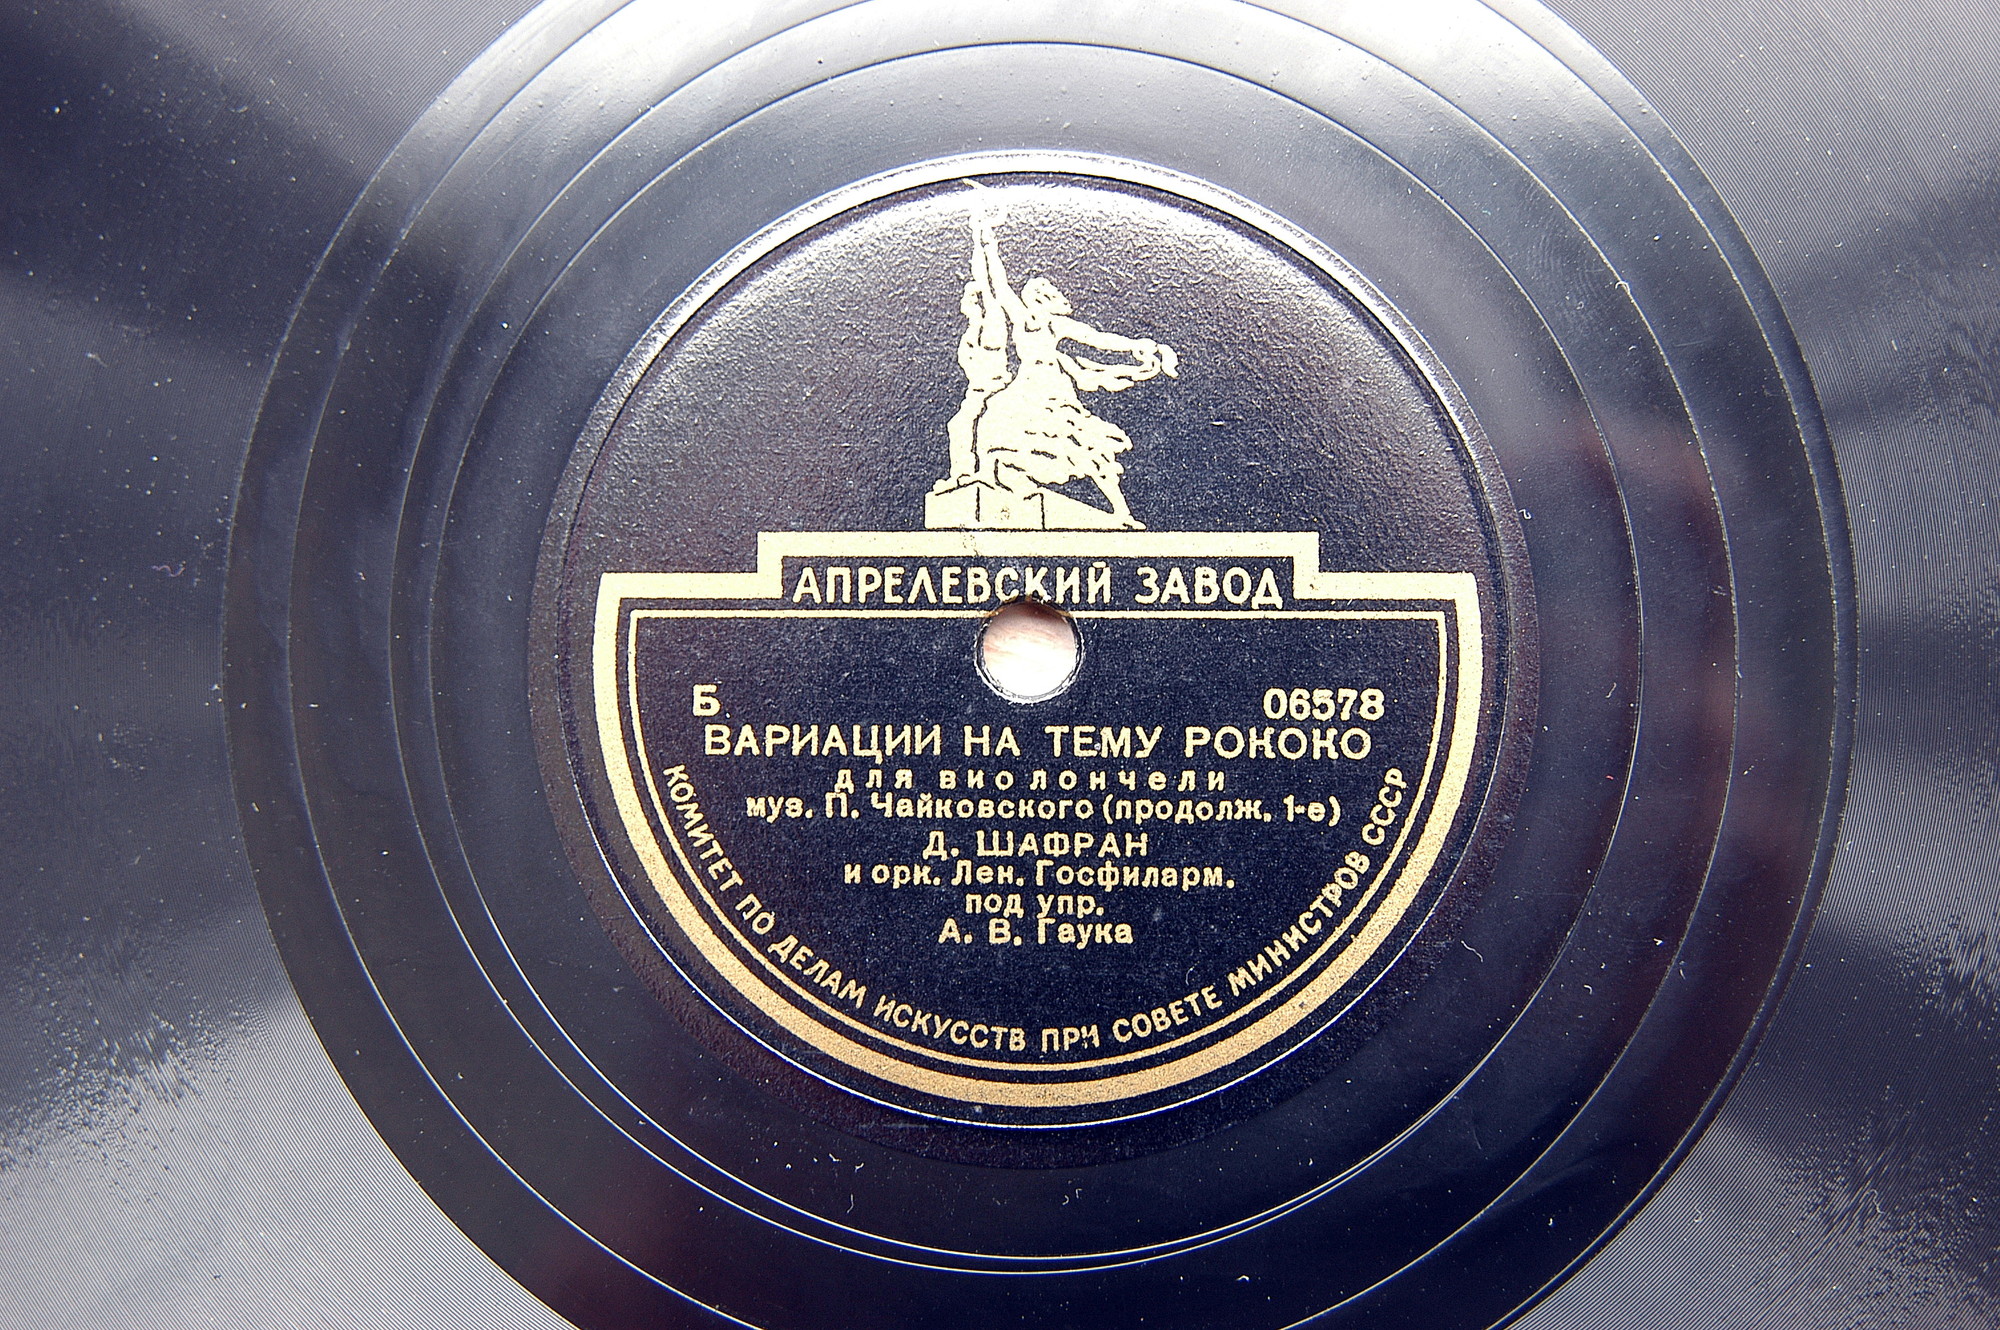 АПРЕЛЕВСКИЙ ЗАВОД
Б 06578
ВАРИАЦИИ НА ТЕМУ РОКОКО
для виолончели
муз. П. Чайковского (продолж. 1-е)
Д. ШАФРАН
и орк. Лен. Госфиларм.
под упр.
А. В. Гаука
КОМИТЕТ ПО ДЕЛАМ ИСКУССТВ ПРИ СОВЕТЕ МИНИСТРОВ СССР